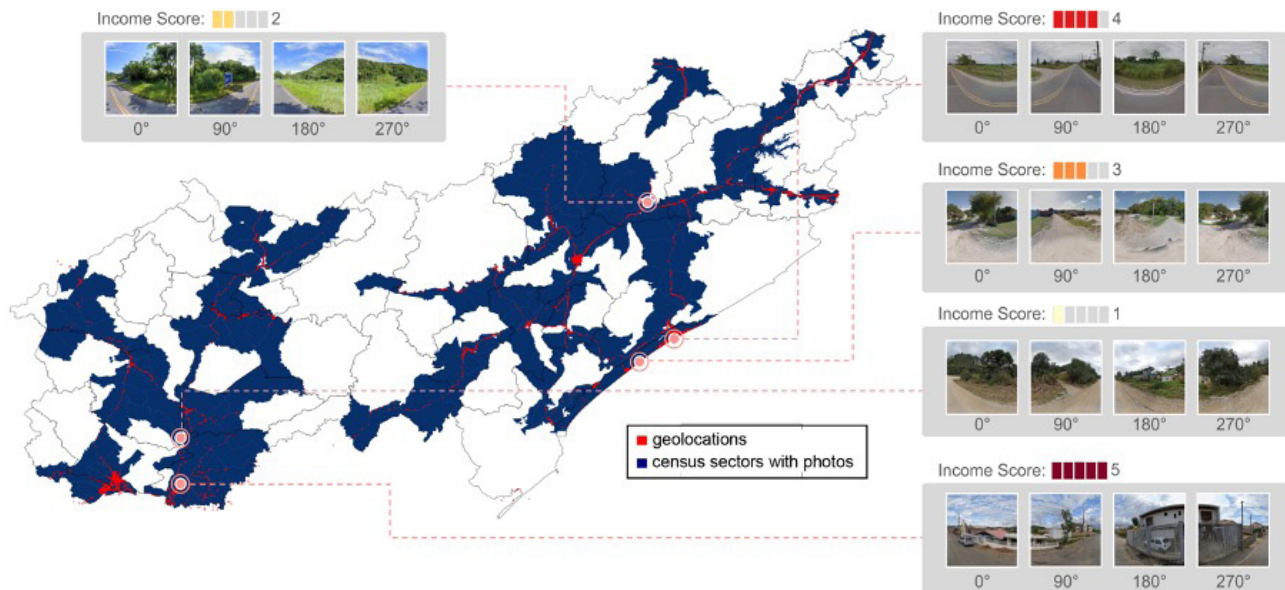 Income Score: 2
0° 90° 180° 270°
Income Score: 4
0° 90° 180° 270°
Income Score: 3
0° 90° 180° 270°
Income Score: 1
0° 90° 180° 270°
Income Score: 5
0° 90° 180° 270°
geolocations
census sectors with photos